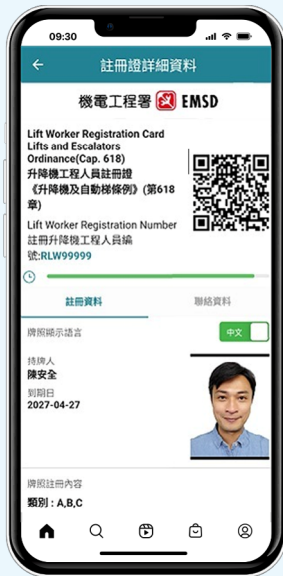 09:30
註冊證詳細資料
機電工程署 EMSD
Lift Worker Registration Card
Lifts and Escalators
Ordinance(Cap. 618)
升降機工程人員註冊證
《升降機及自動梯條例》(第618
章)
Lift Worker Registration Number
註冊升降機工程人員編
號:RLW99999
註冊資料
聯絡資料
牌照顯示語言
中文
持牌人
陳安全
到期日
2027-04-27
牌照註冊內容
類別 : A,B,C